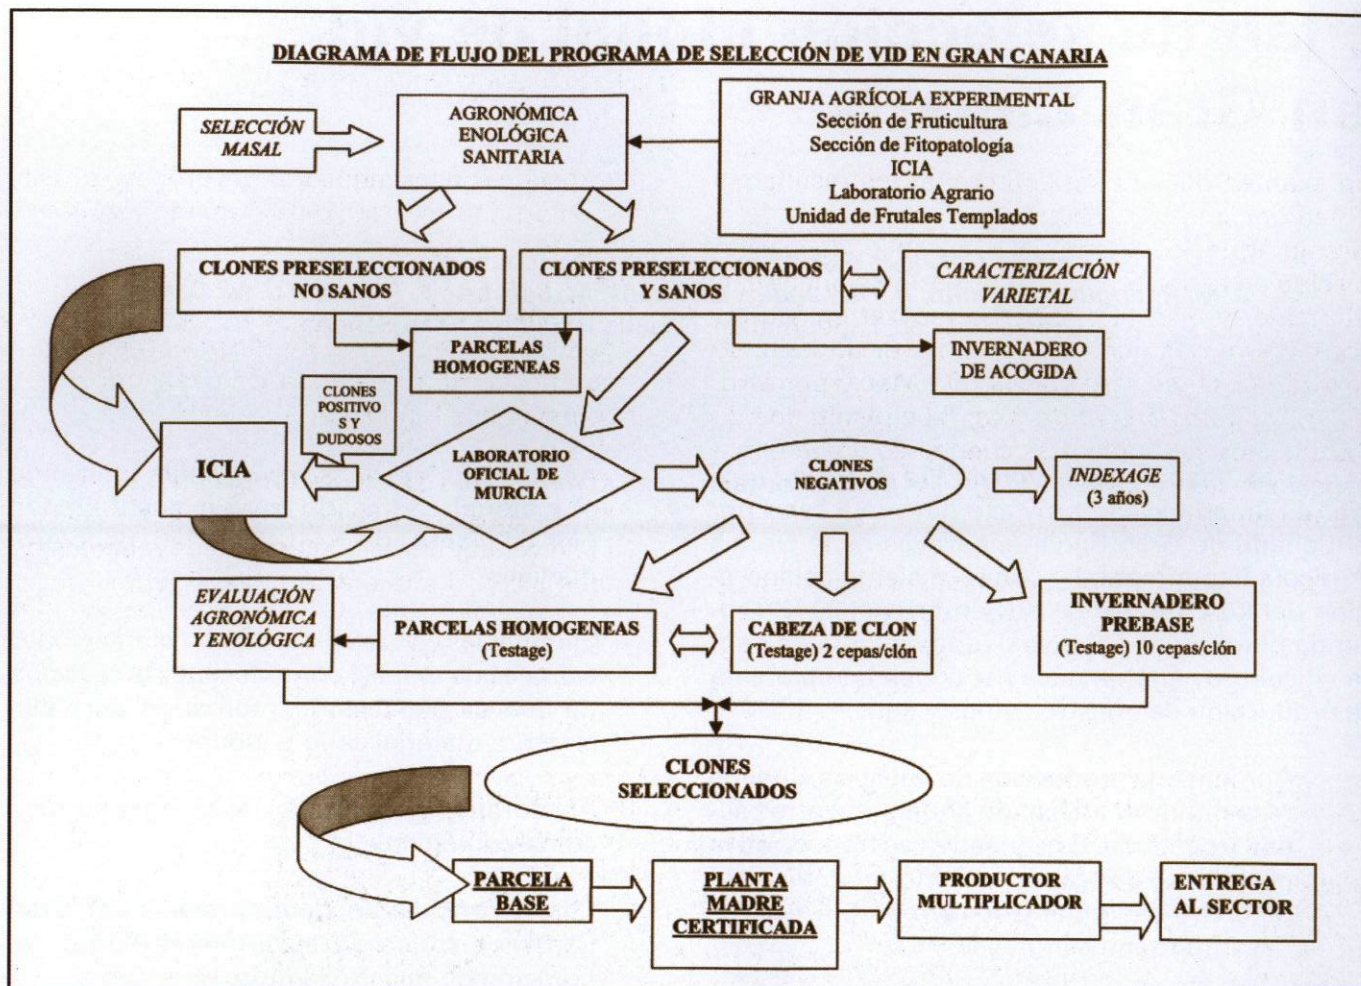 DIAGRAMA DE FLUJO DEL PROGRAMA DE SELECCIÓN DE VID EN GRAN CANARIA
SELECCIÓN
MASAL
AGRONÓMICA
ENOLÓGICA
SANITARIA
GRANJA AGRÍCOLA EXPERIMENTAL
Sección de Fruticultura
Sección de Fitopatología
ICIA
Laboratorio Agrario
Unidad de Frutales Templados
CLONES PRESELECCIONADOS
NO SANOS
CLONES PRESELECCIONADOS
Y SANOS
CARACTERIZACIÓN
VARIETAL
PARCELAS
HOMOGENEAS
INVERNADERO
DE ACOGIDA
CLONES
POSITIVO
S Y
DUDOSOS
ICIA
LABORATORIO
OFICIAL DE
MURCIA
CLONES
NEGATIVOS
INDEXAGE
(3 años)
EVALUACIÓN
AGRONÓMICA
Y ENOLÓGICA
PARCELAS HOMOGENEAS
(Testage)
CABEZA DE CLON
(Testage) 2 cepas/clón
INVERNADERO
PREBASE
(Testage) 10 cepas/clón
CLONES
SELECCIONADOS
PARCELA
BASE
PLANTA
MADRE
CERTIFICADA
PRODUCTOR
MULTIPLICADOR
ENTREGA
AL SECTOR